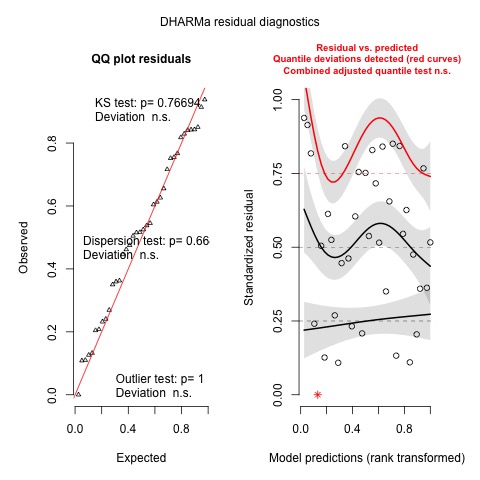 DHARMa residual diagnostics
QQ plot residuals
KS test: p= 0.76694
Deviation n.s.
Dispersion test: p= 0.66
Deviation n.s.
Outlier test: p= 1
Deviation n.s.
Observed
0.0
0.2
0.4
0.6
0.8
0.0
0.4
0.8
Expected
Residual vs. predicted
Quantile deviations detected (red curves)
Combined adjusted quantile test n.s.
Standardized residual
0.00
0.25
0.50
0.75
1.00
0.0
0.4
0.8
Model predictions (rank transformed)